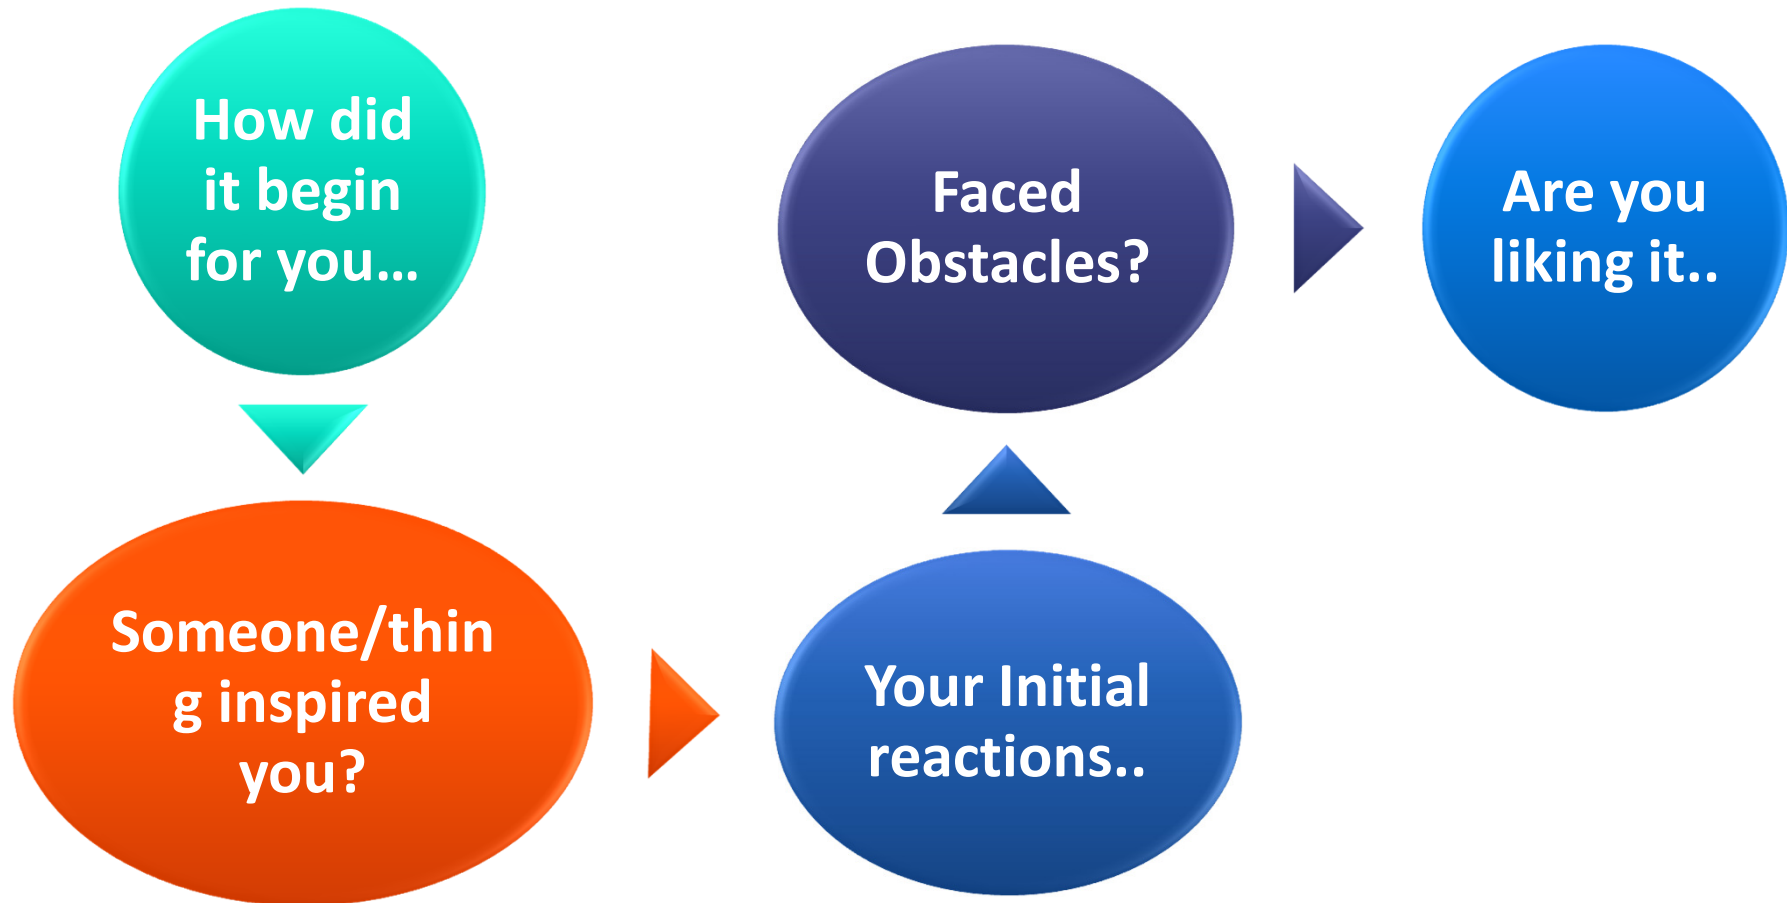 How did
it begin
for you…
Someone/thin
g inspired
you?
Your Initial
reactions..
Faced
Obstacles?
Are you
liking it..